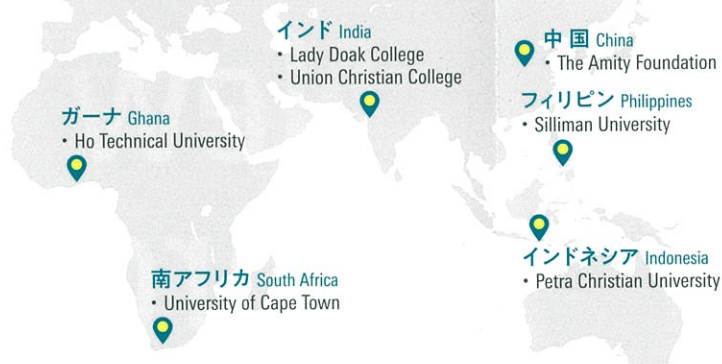 インド India
・Lady Doak College
・Union Christian College
中国 China
・The Amity Foundation
フィリピン Philippines
・Silliman University
ガーナ Ghana
・Ho Technical University
インドネシア Indonesia
・Petra Christian University
南アフリカ South Africa
・University of Cape Town